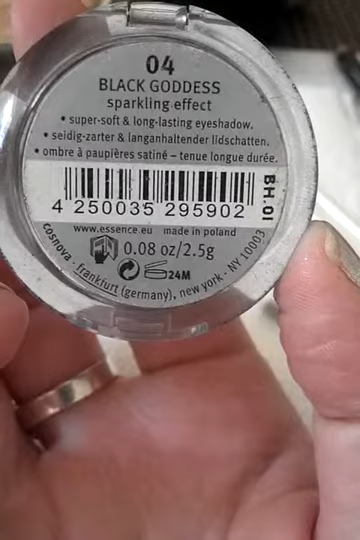 04
BLACK GODDESS
sparkling effect
• super-soft & long-lasting eyeshadow.
• seidig-zarter & langanhaltender lidschatten.
• ombre à paupières satiné – tenue longue durée.
4 250035 295902
BH.01
www.essence.eu made in poland
0.08 oz/2.5g
24M
cosnova · frankfurt (germany), new york · NY 10003